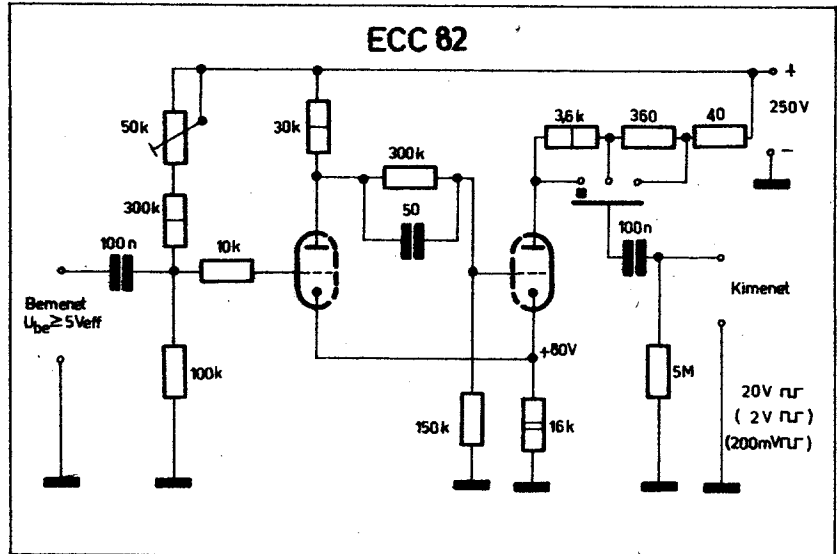 ECC 82
+
250V
-
50k
30k
3,6k
360
40
300k
50
300k
100n
10k
100n
Bemenet
Ube ≥ 5Veff
Kimenet
+80V
100k
150k
16k
5M
20V
( 2V )
(200mV )